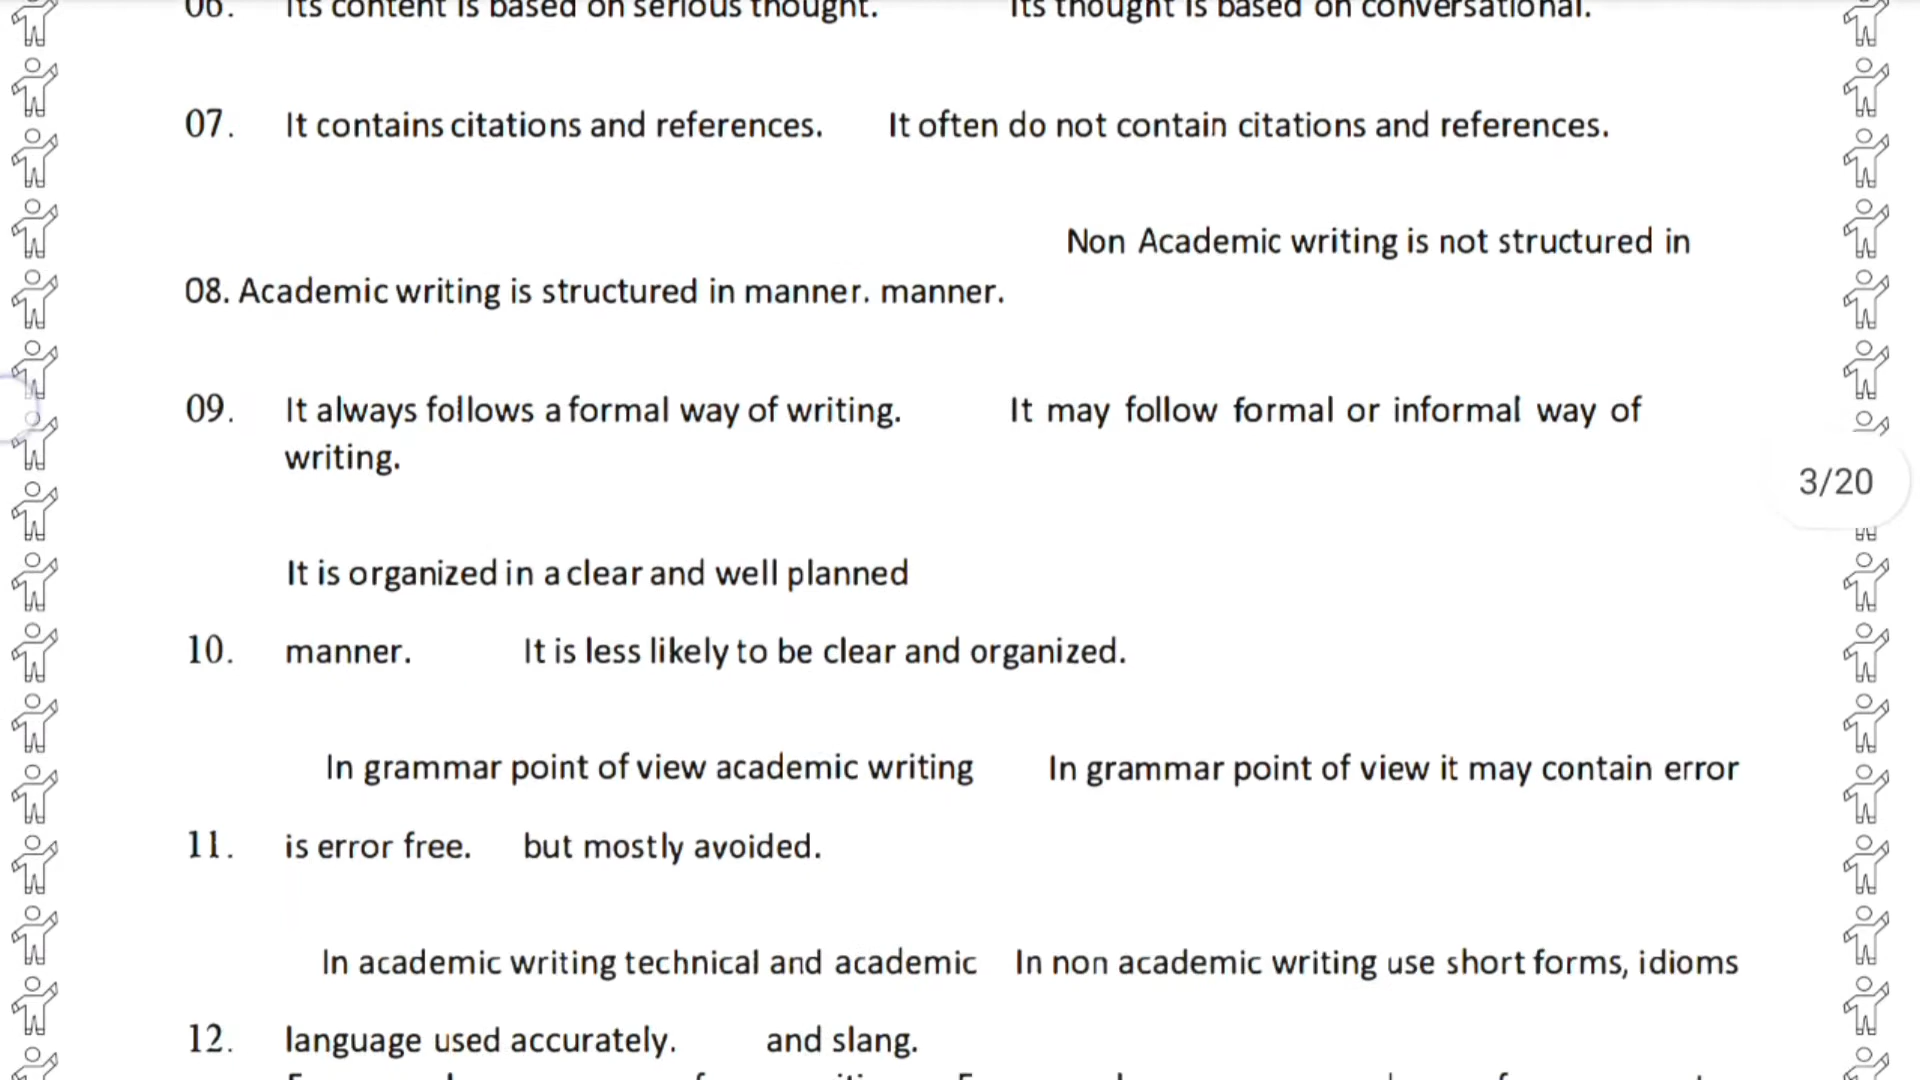 06. Its content is based on serious thought. Its thought is based on conversational.
07. It contains citations and references. It often do not contain citations and references.
Non Academic writing is not structured in
08. Academic writing is structured in manner. manner.
09. It always follows a formal way of writing. It may follow formal or informal way of
writing.
3/20
It is organized in a clear and well planned
10. manner. It is less likely to be clear and organized.
In grammar point of view academic writing In grammar point of view it may contain error
11. is error free. but mostly avoided.
In academic writing technical and academic In non academic writing use short forms, idioms
12. language used accurately. and slang.